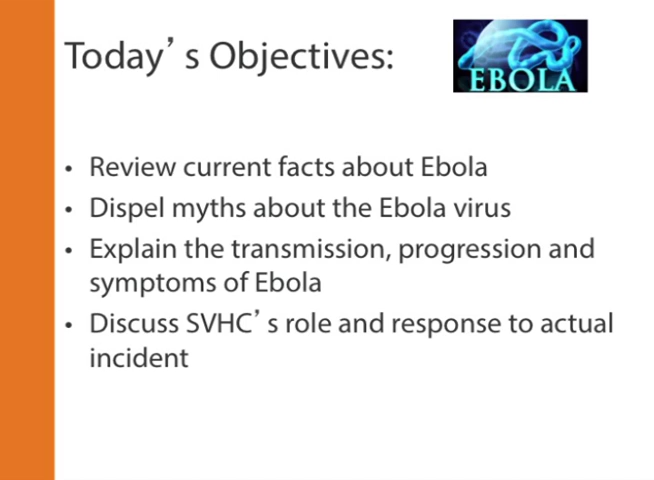 Today’s Objectives:
EBOLA
• Review current facts about Ebola
• Dispel myths about the Ebola virus
• Explain the transmission, progression and
symptoms of Ebola
• Discuss SVHC’s role and response to actual
incident